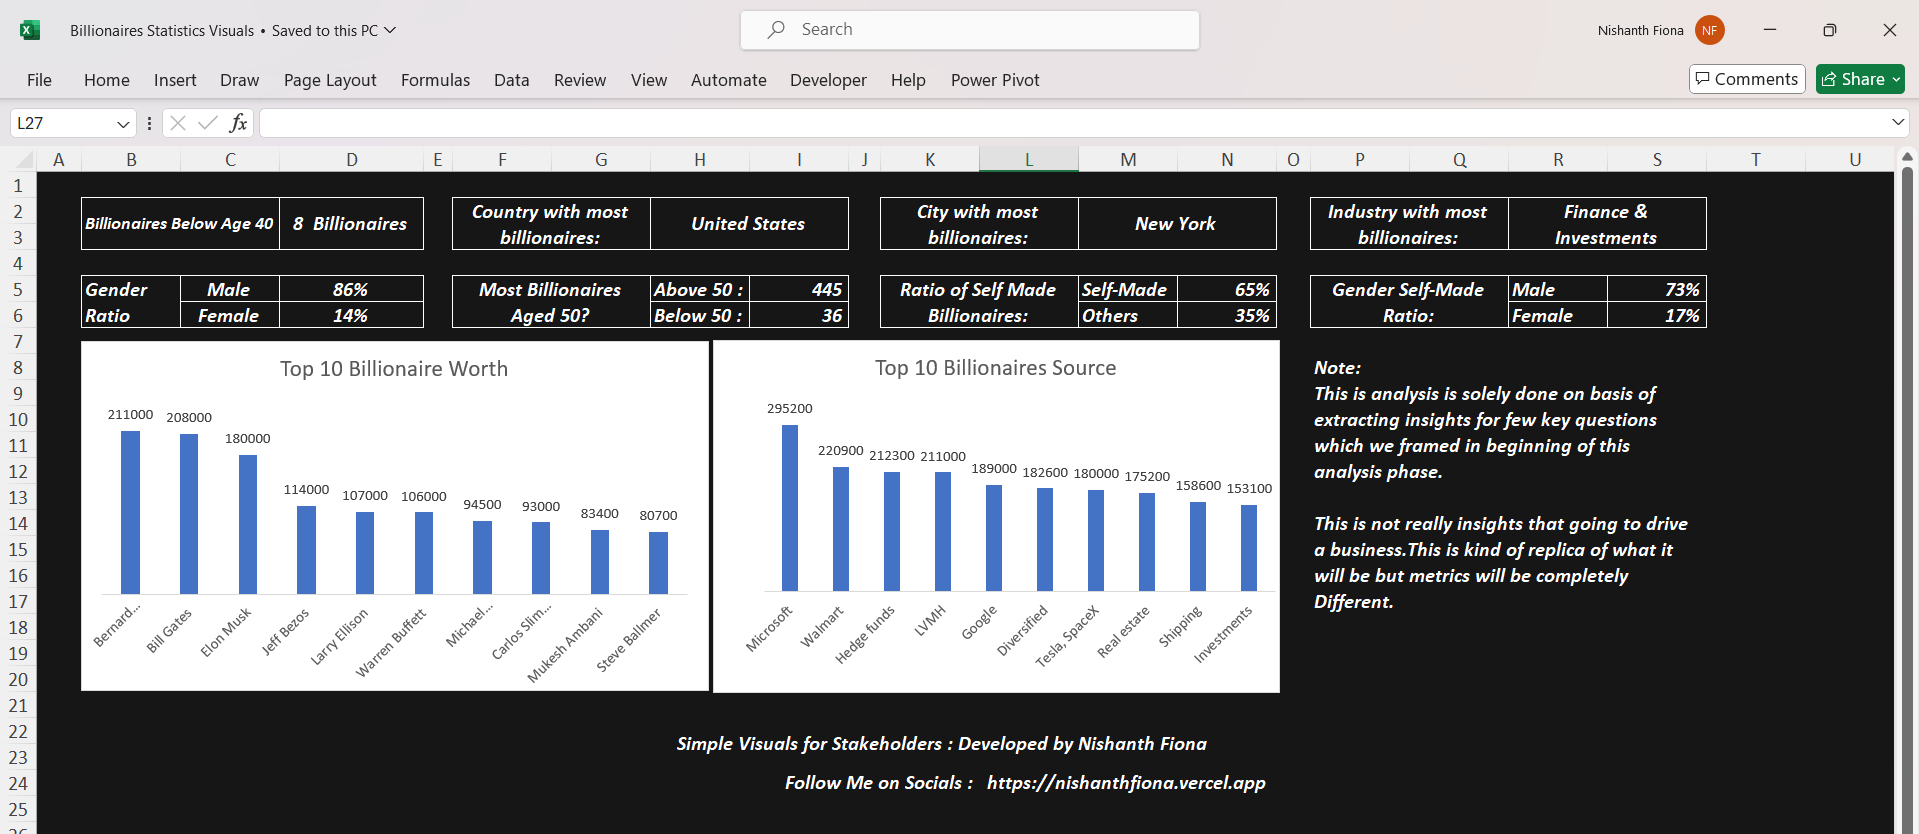 Billionaires Statistics Visuals • Saved to this PC
Search
Nishanth Fiona
NF
File Home Insert Draw Page Layout Formulas Data Review View Automate Developer Help Power Pivot
Comments
Share
L27
fx
A B C D E F G H I J K L M N O P Q R S T U
1
2
3
4
5
6
7
8
9
10
11
12
13
14
15
16
17
18
19
20
21
22
23
24
25
Billionaires Below Age 40
8 Billionaires
Country with most
billionaires:
United States
City with most
billionaires:
New York
Industry with most
billionaires:
Finance &
Investments
Gender
Ratio
Male 86%
Female 14%
Most Billionaires
Aged 50?
Above 50 : 445
Below 50 : 36
Ratio of Self Made
Billionaires:
Self-Made 65%
Others 35%
Gender Self-Made
Ratio:
Male 73%
Female 17%
Top 10 Billionaire Worth
211000 208000 180000 114000 107000 106000 94500 93000 83400 80700
Bernard...
Bill Gates
Elon Musk
Jeff Bezos
Larry Ellison
Warren Buffett
Michael...
Carlos Slim...
Mukesh Ambani
Steve Ballmer
Top 10 Billionaires Source
295200 220900 212300 211000 189000 182600 180000 175200 158600 153100
Microsoft
Walmart
Hedge funds
LVMH
Google
Diversified
Tesla, SpaceX
Real estate
Shipping
Investments
Note:
This is analysis is solely done on basis of
extracting insights for few key questions
which we framed in beginning of this
analysis phase.
This is not really insights that going to drive
a business.This is kind of replica of what it
will be but metrics will be completely
Different.
Simple Visuals for Stakeholders : Developed by Nishanth Fiona
Follow Me on Socials : https://nishanthfiona.vercel.app